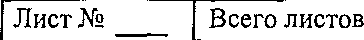 Лист № ____ Всего листов